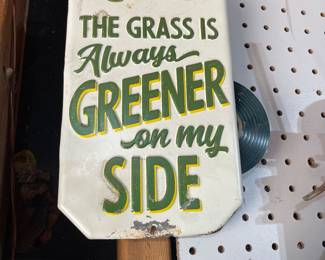 THE GRASS IS
Always
GREENER
on my
SIDE